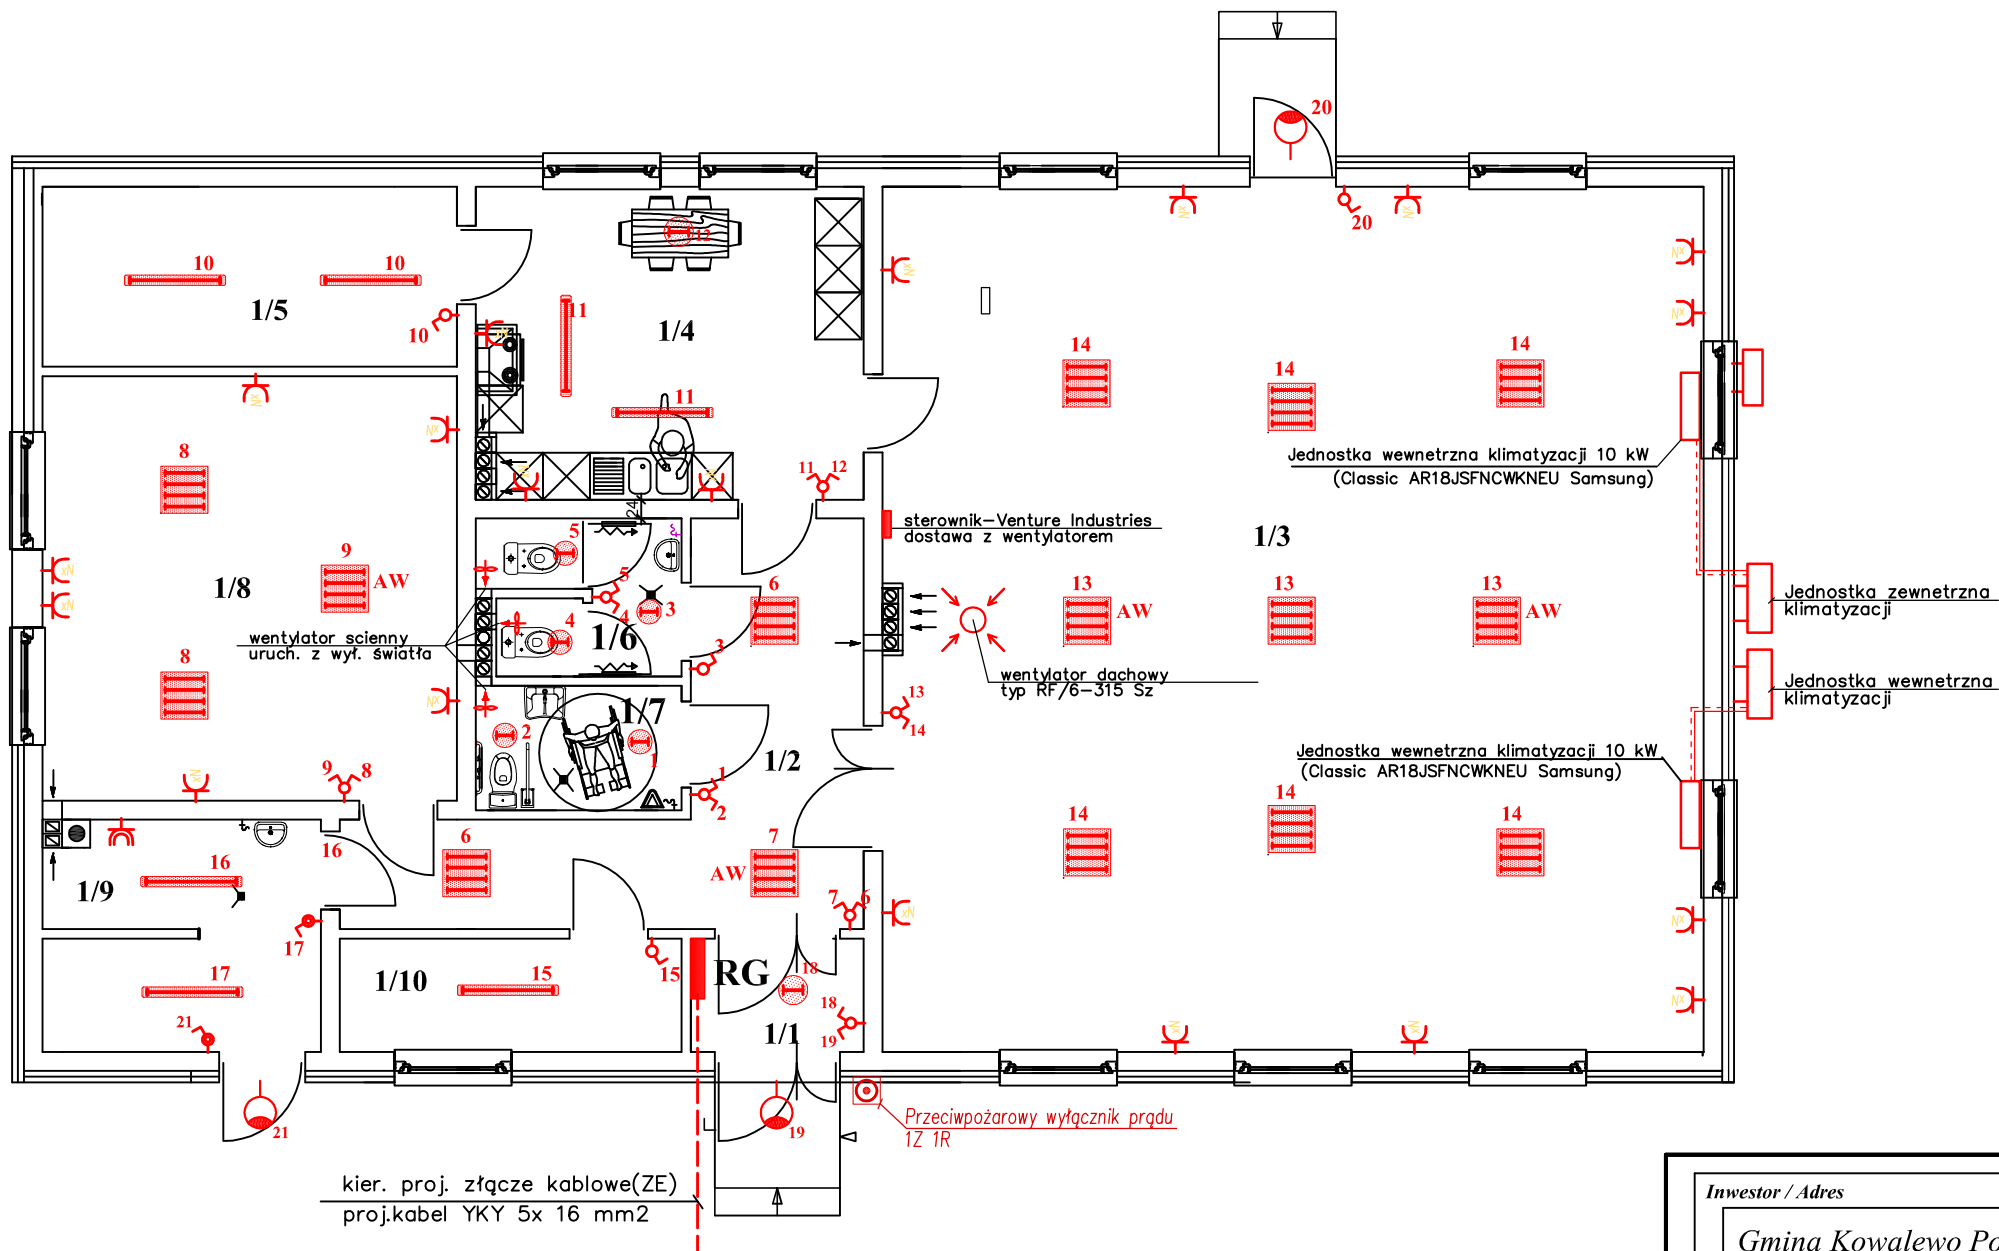 20
20
12
10
10
1/5
10
11
1/4
11
14
14
14
Jednostka wewnetrzna klimatyzacji 10 kW
(Classic AR18JSFNCWKNEU Samsung)
8
11
12
24
sterownik-Venture Industries
dostawa z wentylatorem
1/3
9
AW
1/8
5
5
4
3
4
1/6
6
3
13
AW
13
13
AW
Jednostka zewnetrzna
klimatyzacji
wentylator scienny
uruch. z wył. światła
wentylator dachowy
typ RF/6-315 Sz
8
1/7
2
1
13
14
Jednostka wewnetrzna
klimatyzacji
1/2
Jednostka wewnetrzna klimatyzacji 10 kW
(Classic AR18JSFNCWKNEU Samsung)
9
8
1
2
14
14
14
16
6
7
AW
16
1/9
7
6
17
17
1/10
15
15
RG
18
18
19
1/1
21
21
19
Przeciwpożarowy wyłącznik prądu
1Z 1R
kier. proj. złącze kablowe(ZE)
proj.kabel YKY 5x 16 mm2
Inwestor / Adres
Gmina Kowalewo Po